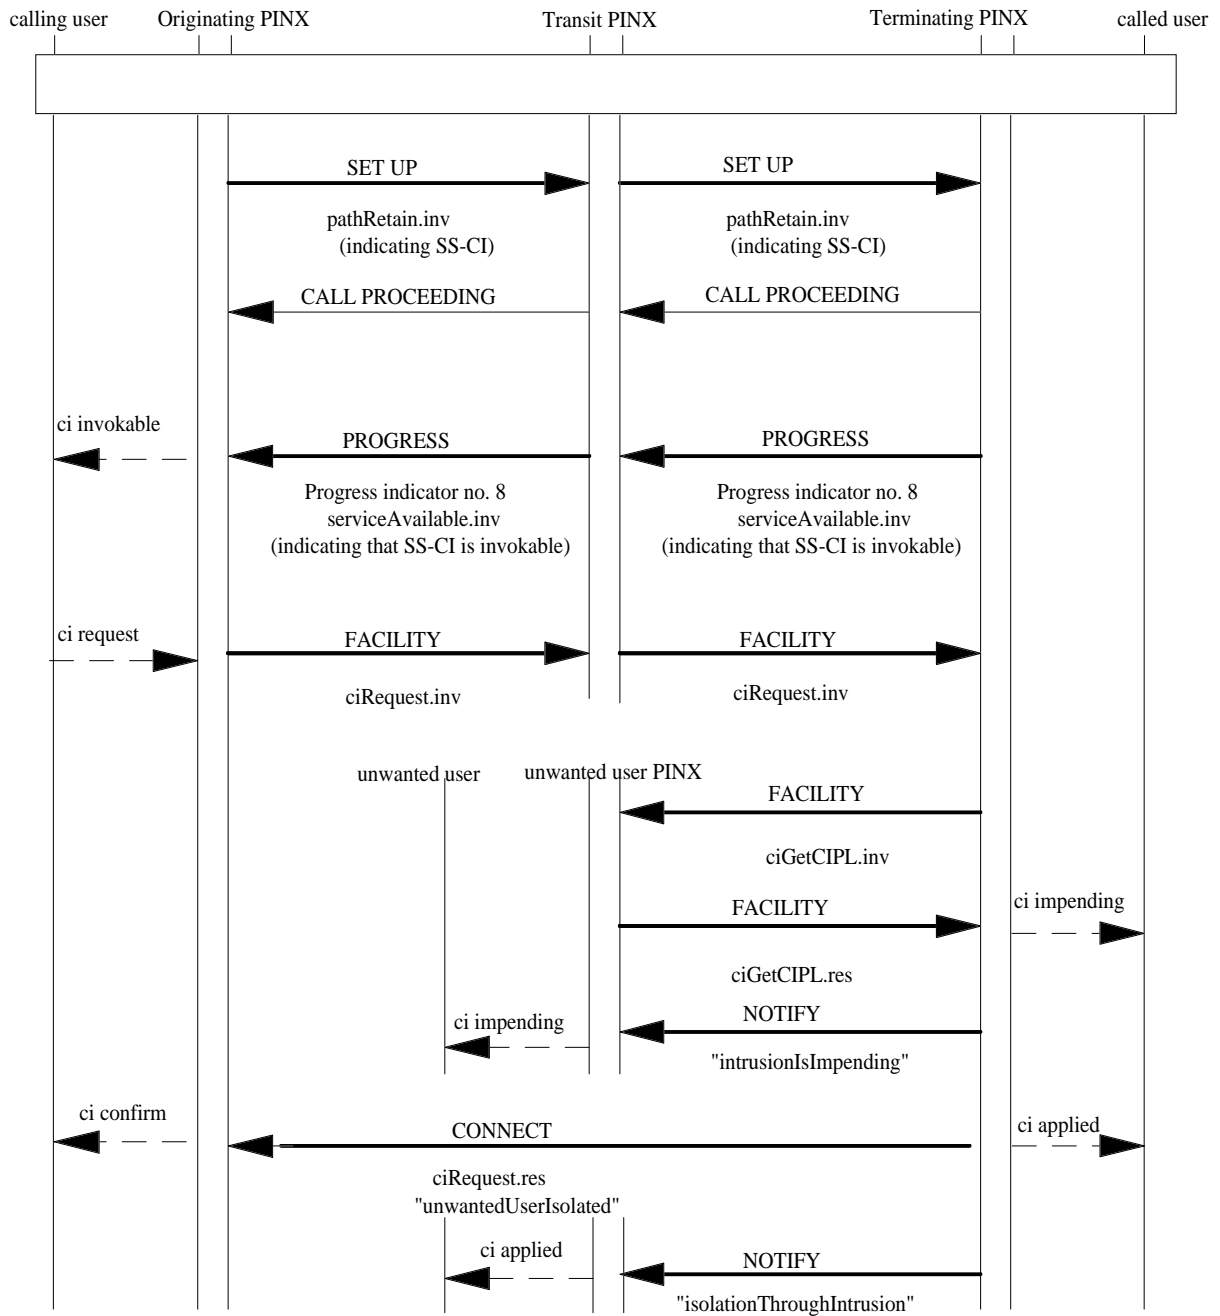 calling user Originating PINX Transit PINX Terminating PINX called user
SET UP SET UP
pathRetain.inv pathRetain.inv
(indicating SS-CI) (indicating SS-CI)
CALL PROCEEDING CALL PROCEEDING
ci invokable PROGRESS PROGRESS
Progress indicator no. 8 Progress indicator no. 8
serviceAvailable.inv serviceAvailable.inv
(indicating that SS-CI is invokable) (indicating that SS-CI is invokable)
ci request FACILITY FACILITY
ciRequest.inv ciRequest.inv
unwanted user unwanted user PINX
FACILITY
ciGetCIPL.inv
FACILITY ci impending
ciGetCIPL.res
ci impending NOTIFY
"intrusionIsImpending"
ci confirm CONNECT ci applied
ciRequest.res
"unwantedUserIsolated"
ci applied NOTIFY
"isolationThroughIntrusion"